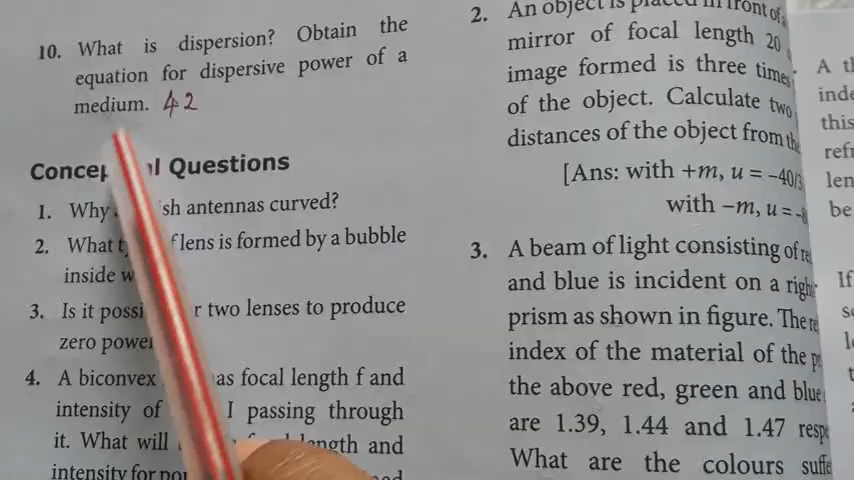 10. What is dispersion? Obtain the
equation for dispersive power of a
medium. 42
Conceptual Questions
1. Why sh antennas curved?
2. What lens is formed by a bubble
inside
3. Is it two lenses to produce
zero
4. A biconvex as focal length f and
intensity of I passing through
it. What will length and
intensity for
2. An object is placed in front of
mirror of focal length 20
image formed is three times
of the object. Calculate two
distances of the object from the
[Ans: with +m, u = −40/3
with −m, u =
3. A beam of light consisting of
and blue is incident on a right
prism as shown in figure. The
index of the material of the
the above red, green and blue
are 1.39, 1.44 and 1.47
What are the colours
A
this
len
be
If